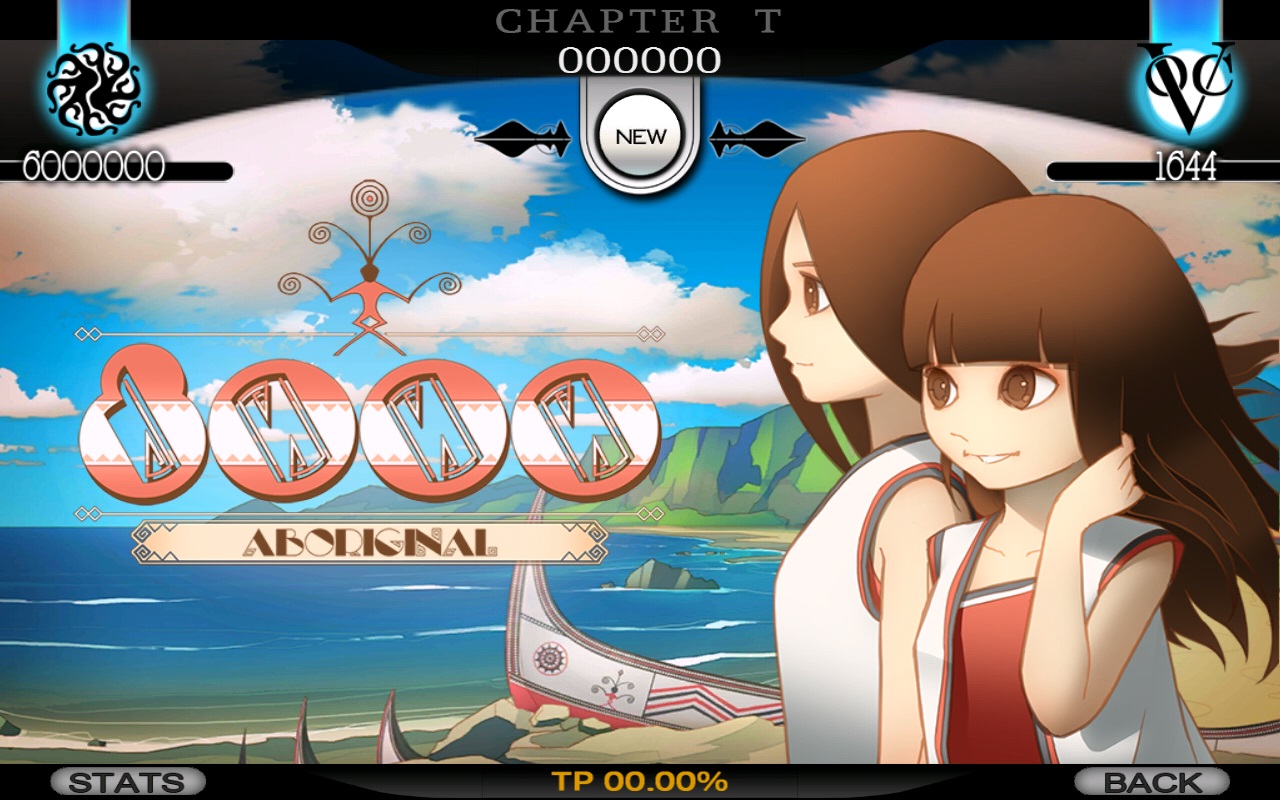 CHAPTER T
000000
NEW
6000000
1644
ABORIGINAL
STATS
TP 00.00%
BACK